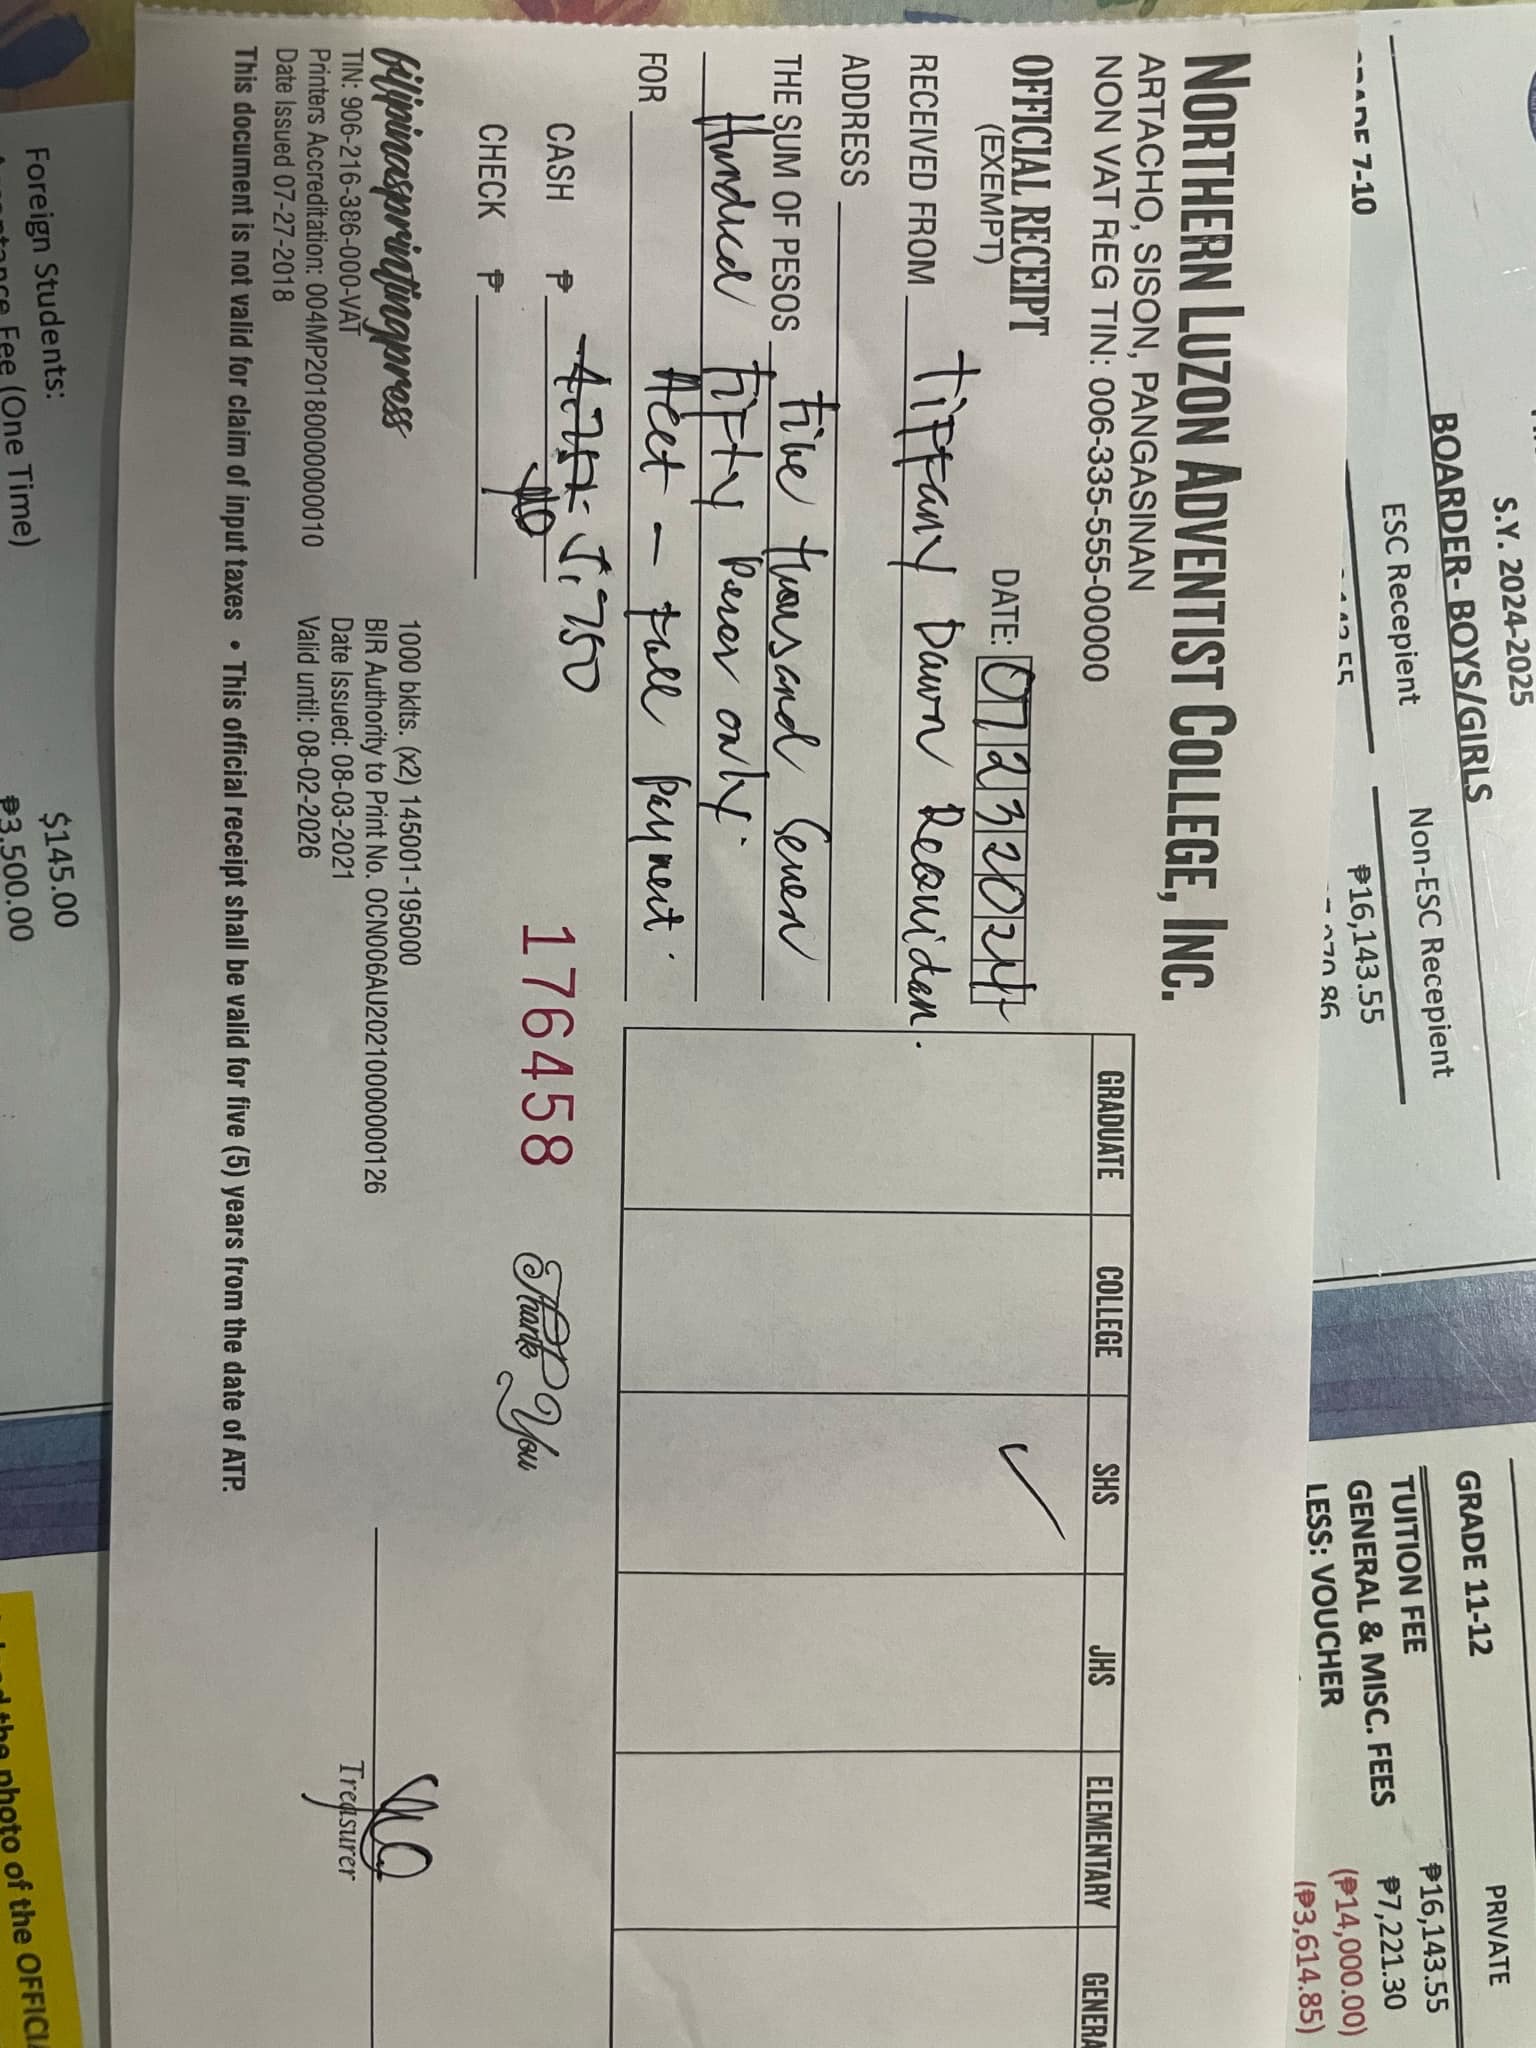 S.Y. 2024-2025
BOARDER- BOYS/GIRLS
ESC Recepient Non-ESC Recepient
7-10 ₱16,143.55
GRADE 11-12 PRIVATE
TUITION FEE ₱16,143.55
GENERAL & MISC. FEES ₱7,221.30
LESS: VOUCHER (₱14,000.00)
(₱3,614.85)
NORTHERN LUZON ADVENTIST COLLEGE, INC.
ARTACHO, SISON, PANGASINAN
NON VAT REG TIN: 006-335-555-00000
OFFICIAL RECEIPT
(EXEMPT)
DATE: 07232024
RECEIVED FROM Tiffany Dawn
ADDRESS
THE SUM OF PESOS Five thousand Seven
Hundred Fifty Pesos only.
FOR Acct - Full payment.
CASH ₱ 5,750
CHECK ₱
176458
Thank You
GRADUATE COLLEGE SHS JHS ELEMENTARY GENERA
✓
filipinasprintingpress
TIN: 906-216-386-000-VAT
Printers Accreditation: 004MP20180000000010
Date Issued 07-27-2018
1000 bklts. (x2) 145001-195000
BIR Authority to Print No. OCN006AU20210000000126
Date Issued: 08-03-2021
Valid until: 08-02-2026
Treasurer
This document is not valid for claim of input taxes • This official receipt shall be valid for five (5) years from the date of ATP.
Foreign Students: $145.00
Fee (One Time) ₱3,500.00
the photo of the